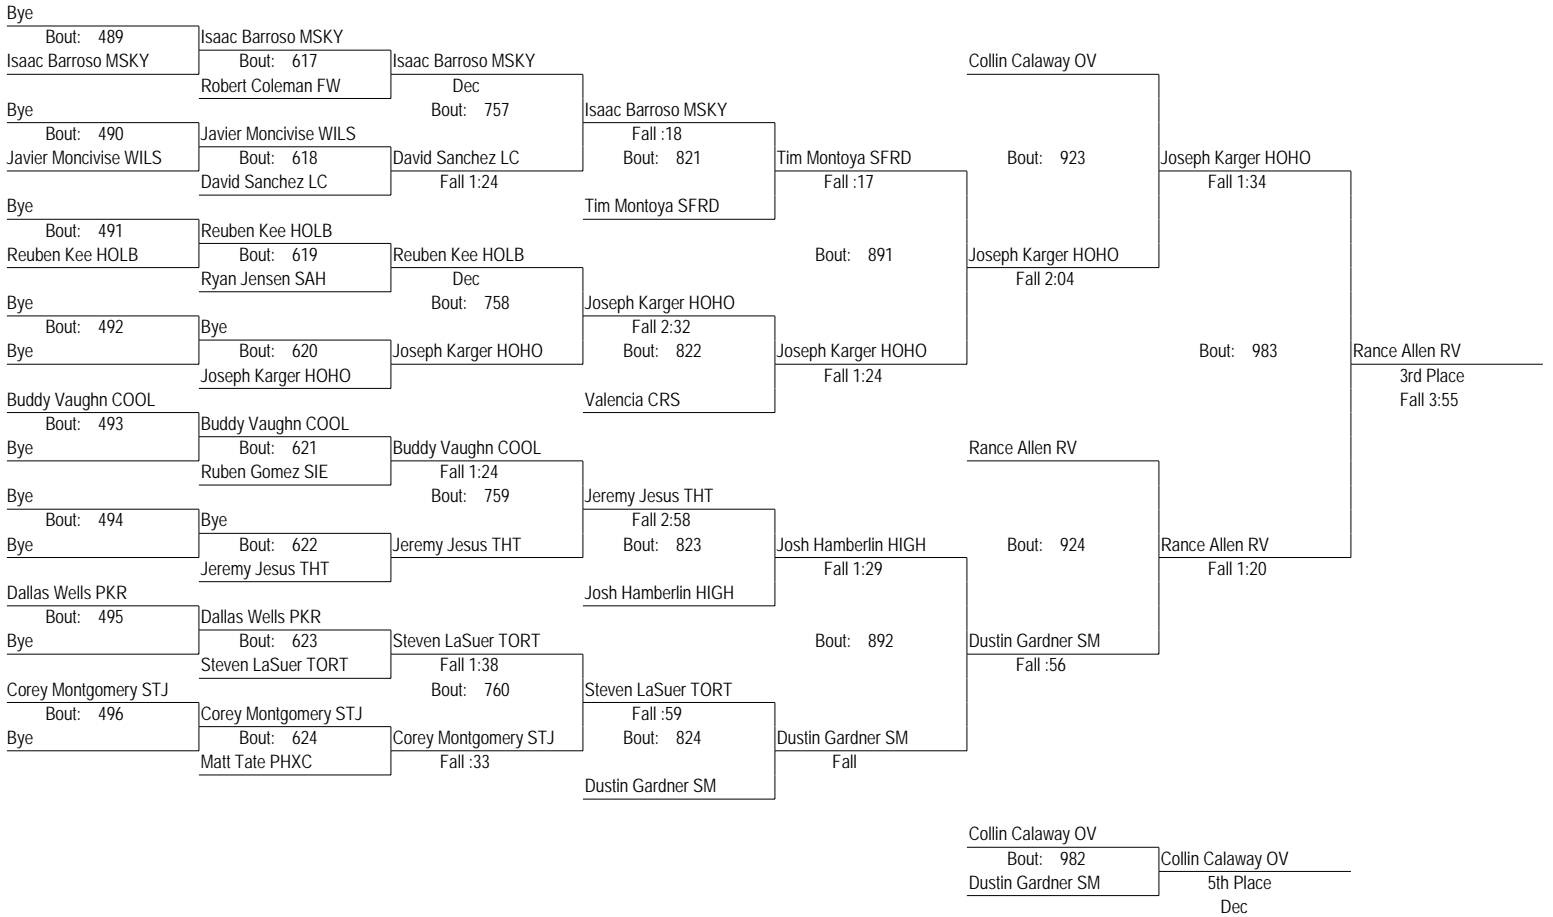 Bye
Bout: 489
Isaac Barroso MSKY
Bye
Bout: 490
Javier Moncivise WILS
Bye
Bout: 491
Reuben Kee HOLB
Bye
Bout: 492
Bye
Buddy Vaughn COOL
Bout: 493
Bye
Bye
Bout: 494
Bye
Dallas Wells PKR
Bout: 495
Bye
Corey Montgomery STJ
Bout: 496
Bye
Isaac Barroso MSKY
Bout: 617
Robert Coleman FW
Javier Moncivise WILS
Bout: 618
David Sanchez LC
Reuben Kee HOLB
Bout: 619
Ryan Jensen SAH
Bye
Bout: 620
Joseph Karger HOHO
Buddy Vaughn COOL
Bout: 621
Ruben Gomez SIE
Bye
Bout: 622
Jeremy Jesus THT
Dallas Wells PKR
Bout: 623
Steven LaSuer TORT
Corey Montgomery STJ
Bout: 624
Matt Tate PHXC
Isaac Barroso MSKY
Dec
Bout: 757
David Sanchez LC
Fall 1:24
Reuben Kee HOLB
Dec
Bout: 758
Joseph Karger HOHO
Buddy Vaughn COOL
Fall 1:24
Bout: 759
Jeremy Jesus THT
Steven LaSuer TORT
Fall 1:38
Bout: 760
Corey Montgomery STJ
Fall :33
Isaac Barroso MSKY
Fall :18
Bout: 821
Tim Montoya SFRD
Joseph Karger HOHO
Fall 2:32
Bout: 822
Valencia CRS
Jeremy Jesus THT
Fall 2:58
Bout: 823
Josh Hamberlin HIGH
Steven LaSuer TORT
Fall :59
Bout: 824
Dustin Gardner SM
Tim Montoya SFRD
Fall :17
Bout: 891
Joseph Karger HOHO
Fall 1:24
Josh Hamberlin HIGH
Fall 1:29
Bout: 892
Dustin Gardner SM
Fall
Collin Calaway OV
Bout: 923
Joseph Karger HOHO
Fall 2:04
Rance Allen RV
Bout: 924
Dustin Gardner SM
Fall :56
Joseph Karger HOHO
Fall 1:34
Bout: 983
Rance Allen RV
Fall 1:20
Rance Allen RV
3rd Place
Fall 3:55
Collin Calaway OV
Bout: 982
Dustin Gardner SM
Collin Calaway OV
5th Place
Dec